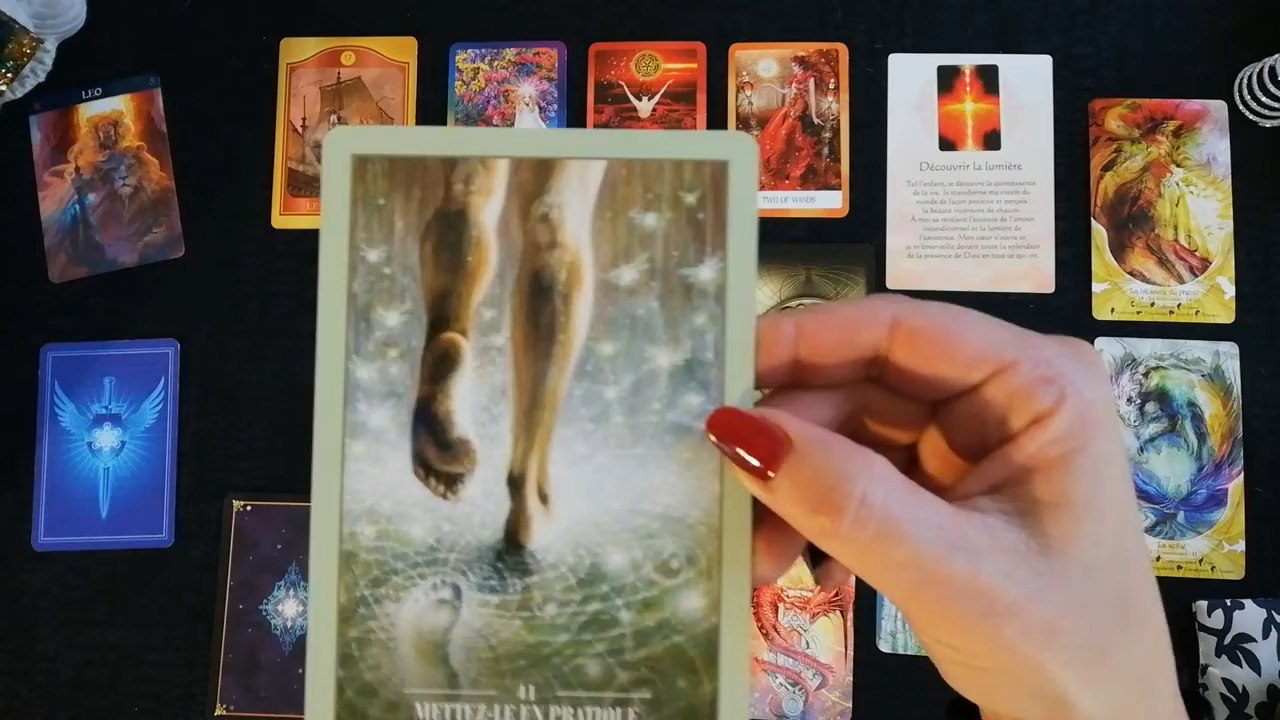 LEO
17
TWO OF WANDS
Découvrir la lumière
Tel l'enfant, je découvre la quintessence
de la vie. Je transforme ma vision du
monde de façon positive et perçois
la beauté intérieure de chacun.
À moi se révèlent l'essence de l'amour
inconditionnel et la lumière de
l'existence. Mon cœur s'ouvre et
je m'émerveille devant toute la splendeur
de la présence de Dieu en tout ce qui vit.
METTEZ-LE EN PRATIQUE